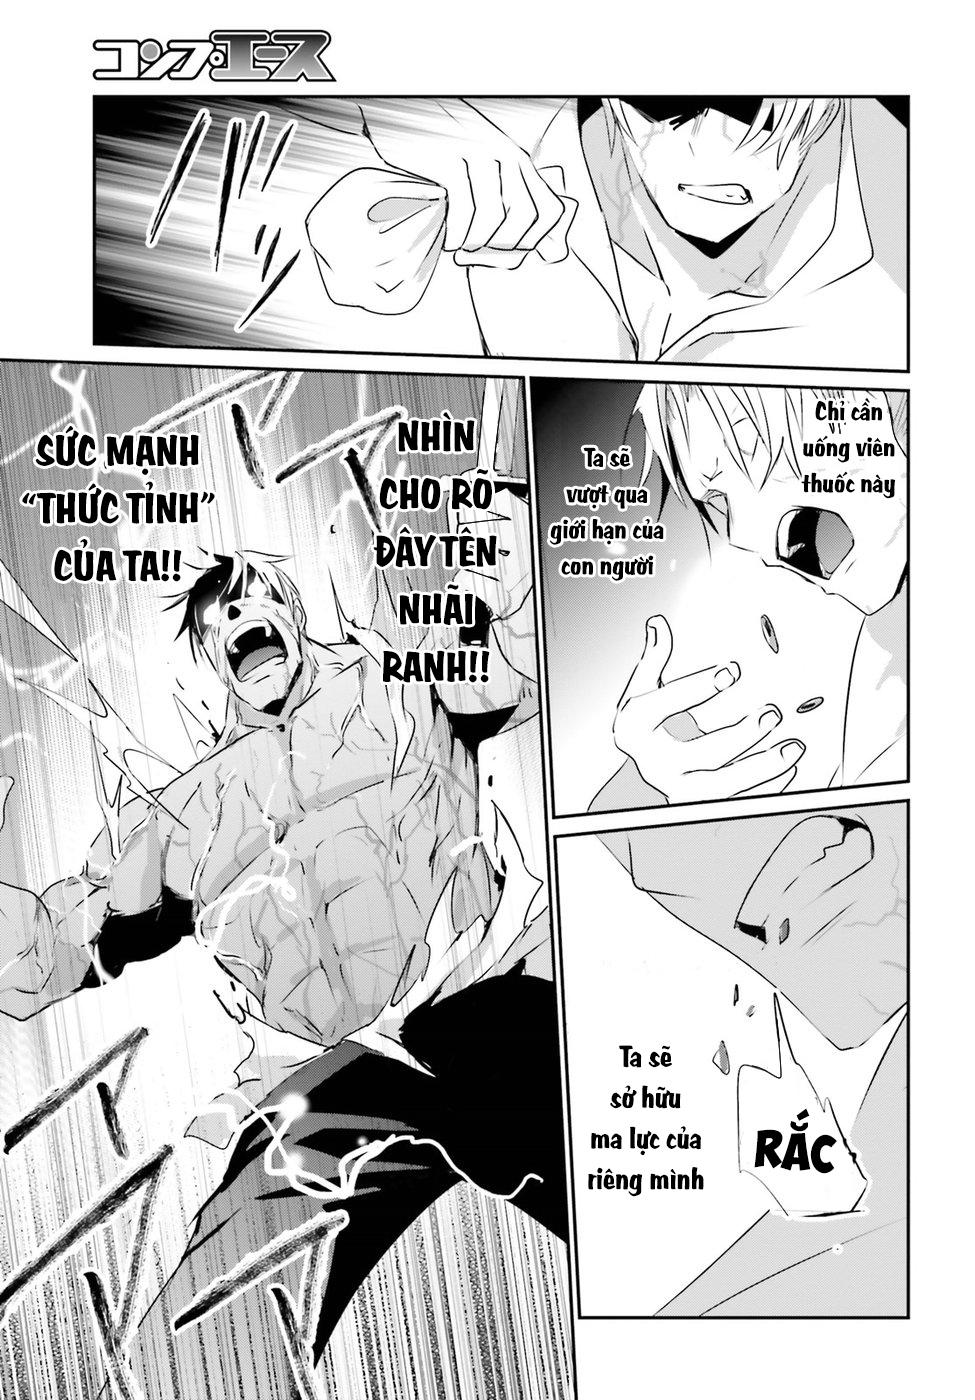 コンプエース
Chỉ cần
uống viên
thuốc này
Ta sẽ
vượt qua
giới hạn của
con người
Ta sẽ
sở hữu
ma lực của
riêng mình
RẮC
NHÌN
CHO RÕ
ĐÂY TÊN
NHÃI
RANH!!
SỨC MẠNH
“THỨC TỈNH”
CỦA TA!!